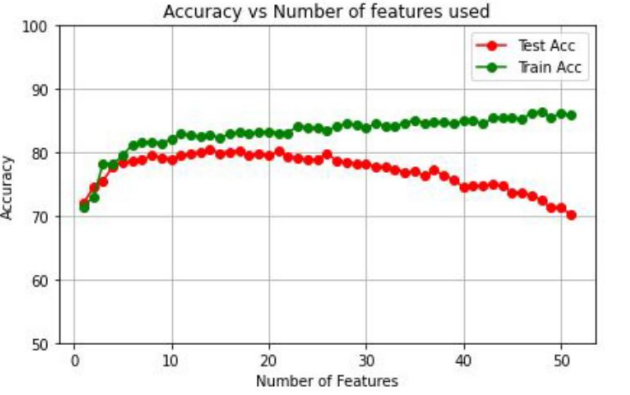 Accuracy vs Number of features used
100
90
80
70
60
50
Accuracy
Test Acc
Train Acc
0 10 20 30 40 50
Number of Features